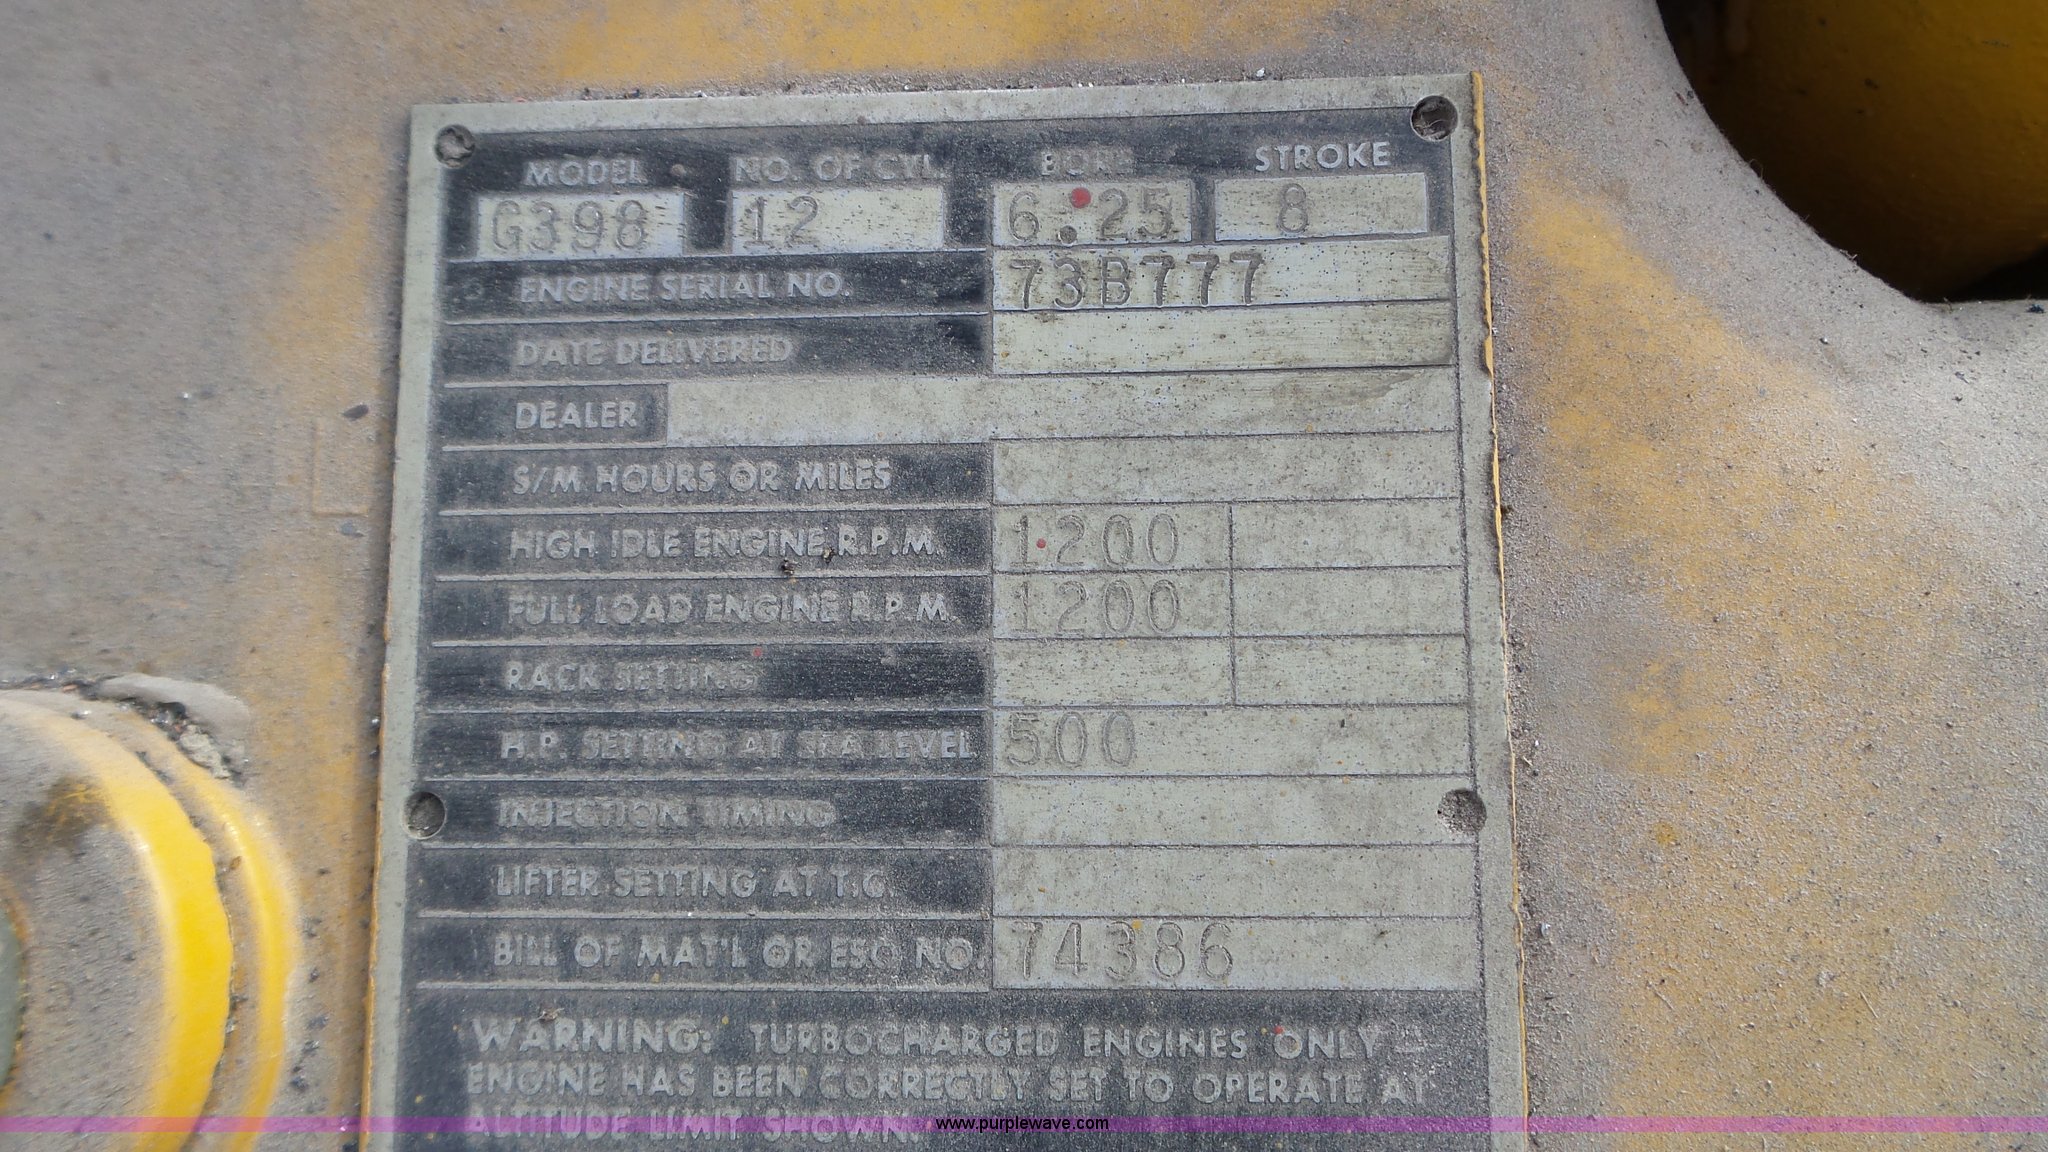 MODEL NO. OF CYL. BORE STROKE
G398 12 6.25 8
ENGINE SERIAL NO. 73B777
DATE DELIVERED
DEALER
S/M HOURS OR MILES
HIGH IDLE ENGINE R.P.M. 1200
FULL LOAD ENGINE R.P.M. 1200
RACK SETTING
H.P. SETTING AT SEA LEVEL 500
INJECTION TIMING
LIFTER SETTING AT T.C.
BILL OF MAT'L OR ESO NO. 74386
WARNING: TURBOCHARGED ENGINES ONLY –
ENGINE HAS BEEN CORRECTLY SET TO OPERATE AT
ALTITUDE LIMIT SHOWN.
www.purplewave.com